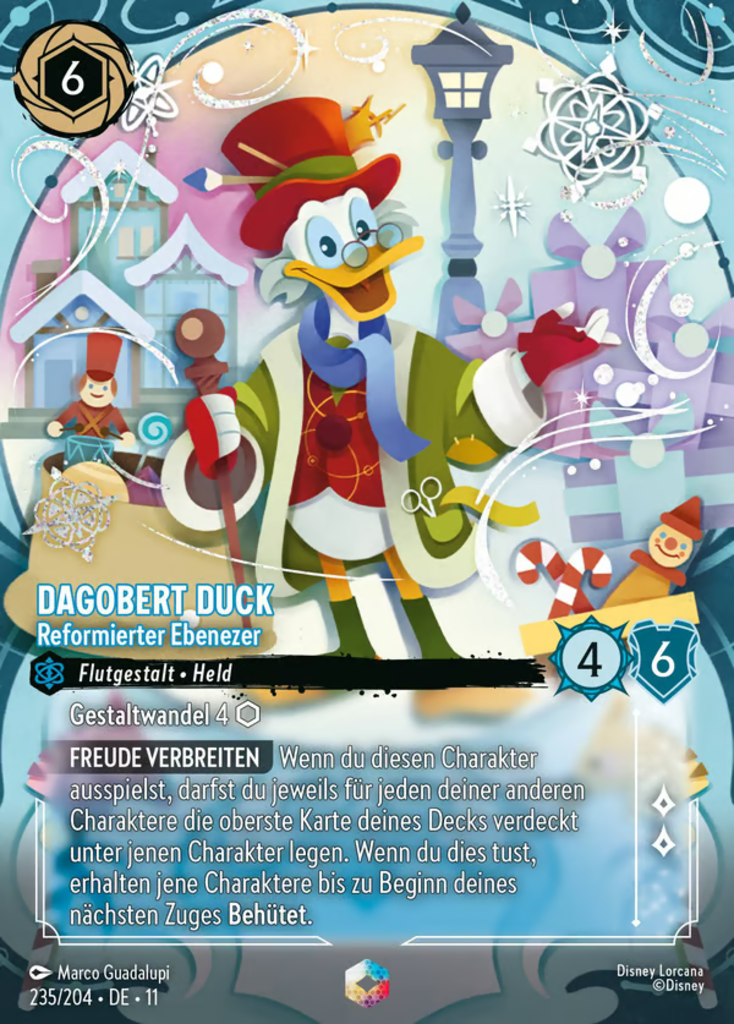 6
DAGOBERT DUCK
Reformierter Ebenezer
Flutgestalt • Held
4
6
Gestaltwandel 4
FREUDE VERBREITEN Wenn du diesen Charakter
ausspielst, darfst du jeweils für jeden deiner anderen
Charaktere die oberste Karte deines Decks verdeckt
unter jenen Charakter legen. Wenn du dies tust,
erhalten jene Charaktere bis zu Beginn deines
nächsten Zuges Behütet.
Marco Guadalupi
235/204 • DE • 11
Disney Lorcana
©Disney